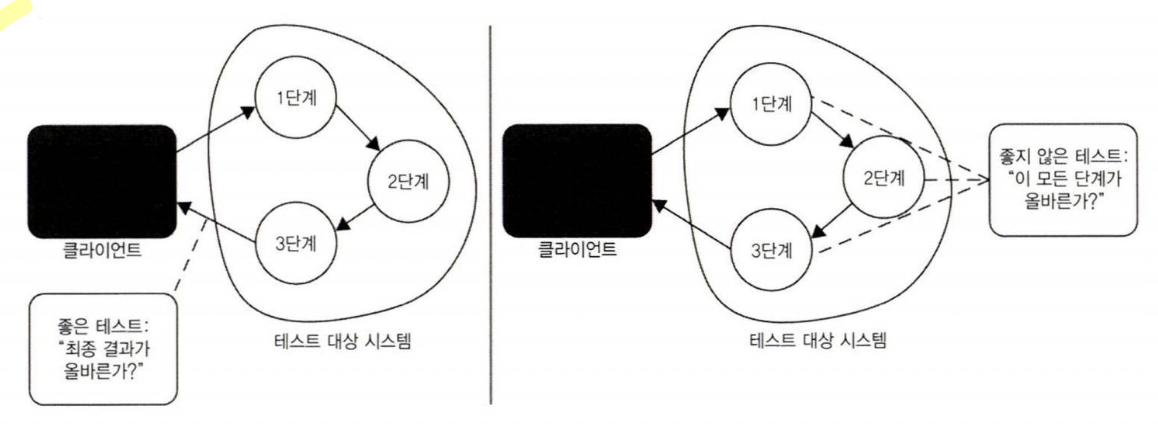 1단계
2단계
3단계
클라이언트
좋은 테스트:
"최종 결과가
올바른가?"
테스트 대상 시스템
1단계
2단계
3단계
클라이언트
좋지 않은 테스트:
"이 모든 단계가
올바른가?"
테스트 대상 시스템